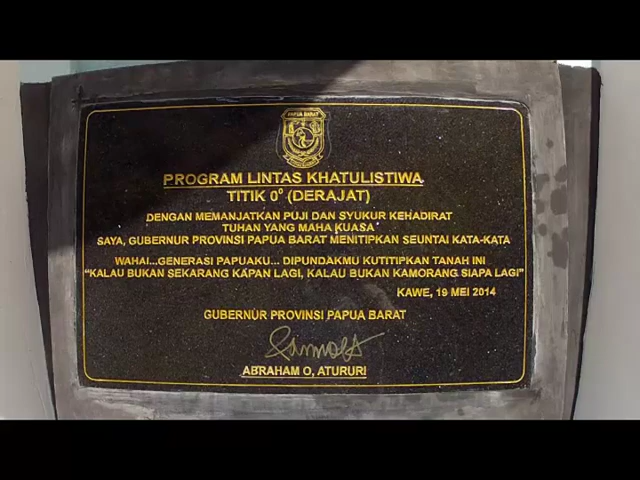 PAPUA BARAT
PROGRAM LINTAS KHATULISTIWA
TITIK 0⁰ (DERAJAT)
DENGAN MEMANJATKAN PUJI DAN SYUKUR KEHADIRAT
TUHAN YANG MAHA KUASA
SAYA, GUBERNUR PROVINSI PAPUA BARAT MENITIPKAN SEUNTAI KATA-KATA
WAHAI...GENERASI PAPUAKU... DIPUNDAKMU KUTITIPKAN TANAH INI
"KALAU BUKAN SEKARANG KAPAN LAGI, KALAU BUKAN KAMORANG SIAPA LAGI"
KAWE, 19 MEI 2014
GUBERNUR PROVINSI PAPUA BARAT
ABRAHAM O, ATURURI